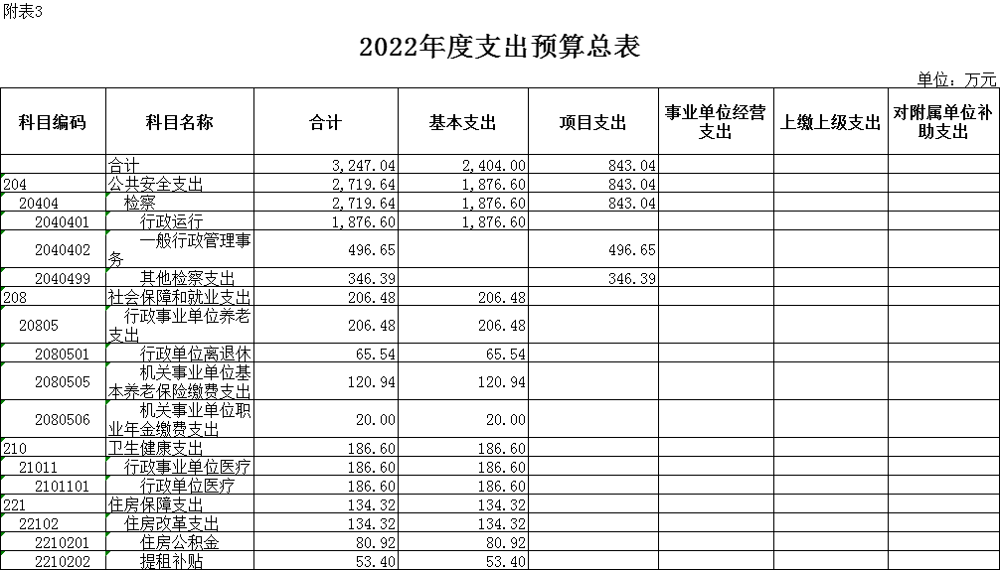 附表3
2022年度支出预算总表
单位：万元
科目编码 科目名称 合计 基本支出 项目支出 事业单位经营支出 上缴上级支出 对附属单位补助支出
合计 3,247.04 2,404.00 843.04
204 公共安全支出 2,719.64 1,876.60 843.04
20404 检察 2,719.64 1,876.60 843.04
2040401 行政运行 1,876.60 1,876.60
2040402 一般行政管理事务 496.65 496.65
2040499 其他检察支出 346.39 346.39
208 社会保障和就业支出 206.48 206.48
20805 行政事业单位养老支出 206.48 206.48
2080501 行政单位离退休 65.54 65.54
2080505 机关事业单位基本养老保险缴费支出 120.94 120.94
2080506 机关事业单位职业年金缴费支出 20.00 20.00
210 卫生健康支出 186.60 186.60
21011 行政事业单位医疗 186.60 186.60
2101101 行政单位医疗 186.60 186.60
221 住房保障支出 134.32 134.32
22102 住房改革支出 134.32 134.32
2210201 住房公积金 80.92 80.92
2210202 提租补贴 53.40 53.40